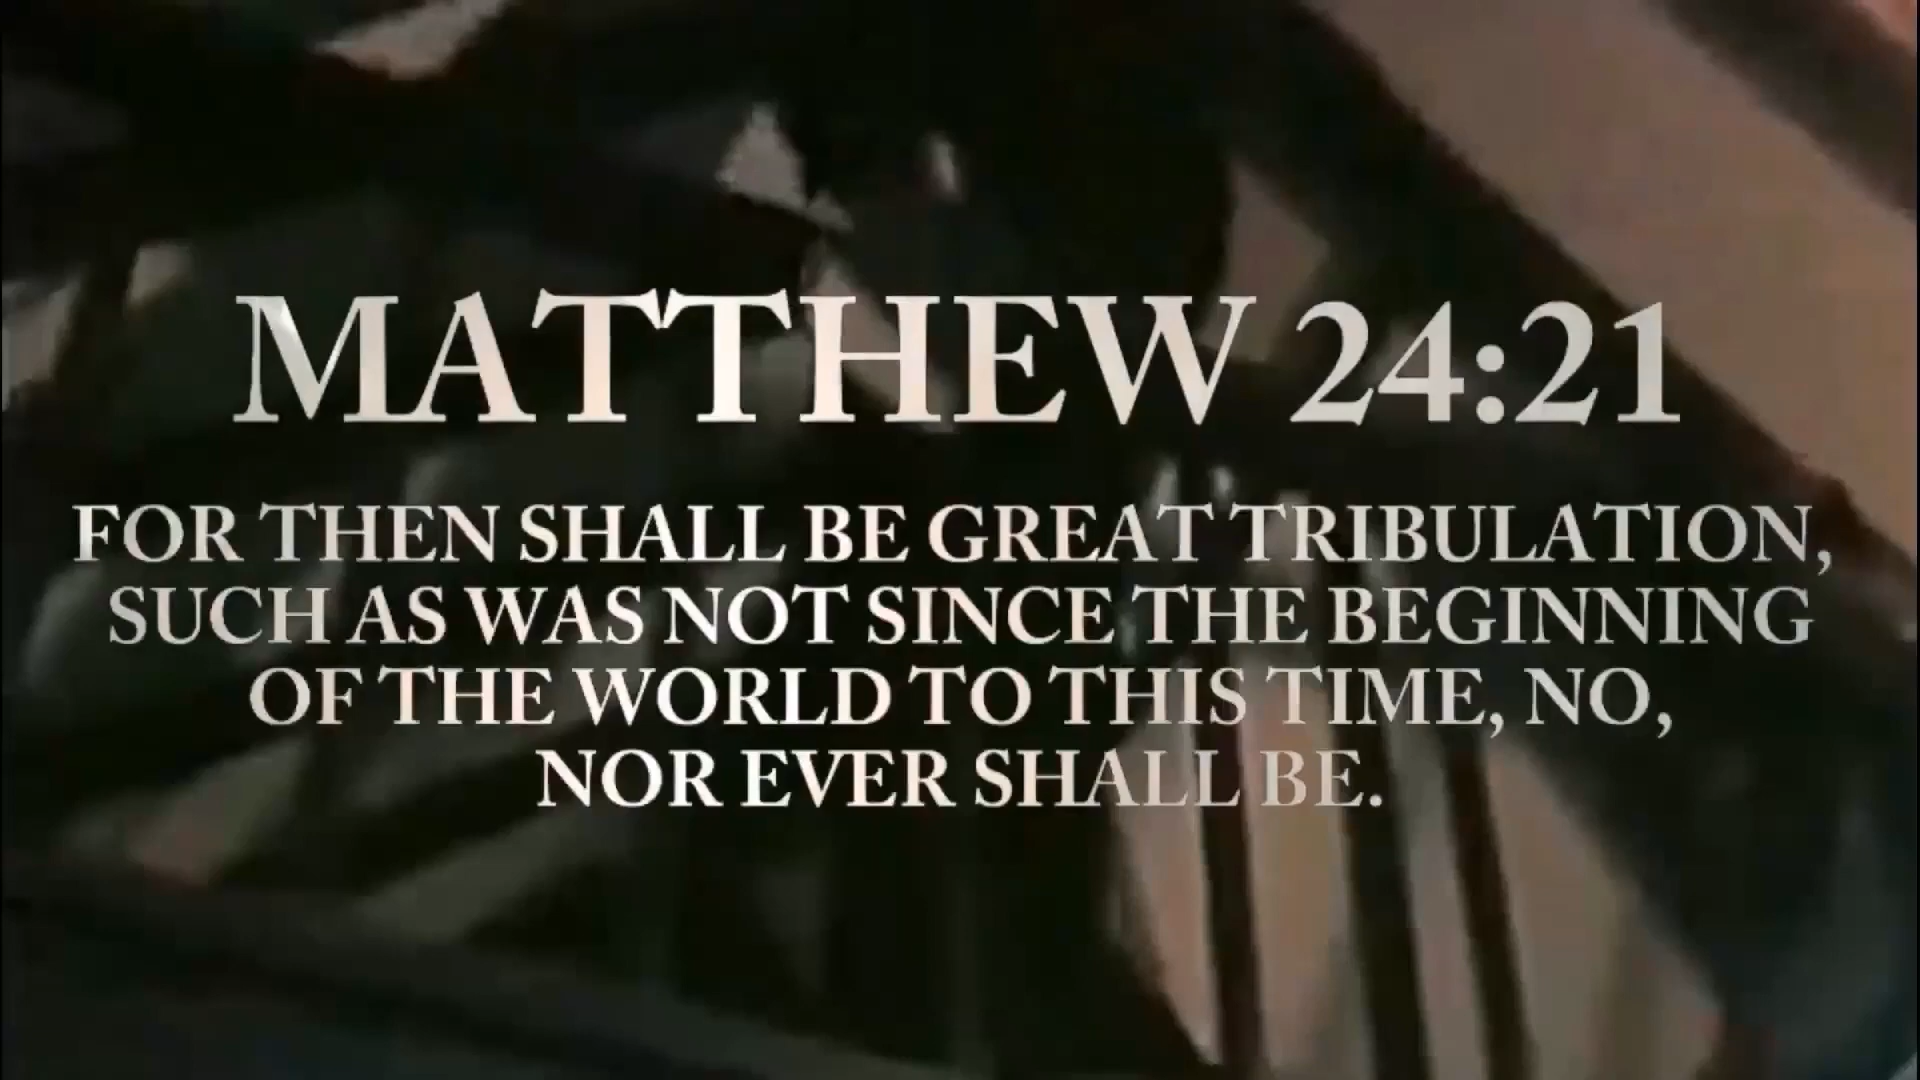 MATTHEW 24:21
FOR THEN SHALL BE GREAT TRIBULATION,
SUCH AS WAS NOT SINCE THE BEGINNING
OF THE WORLD TO THIS TIME, NO,
NOR EVER SHALL BE.